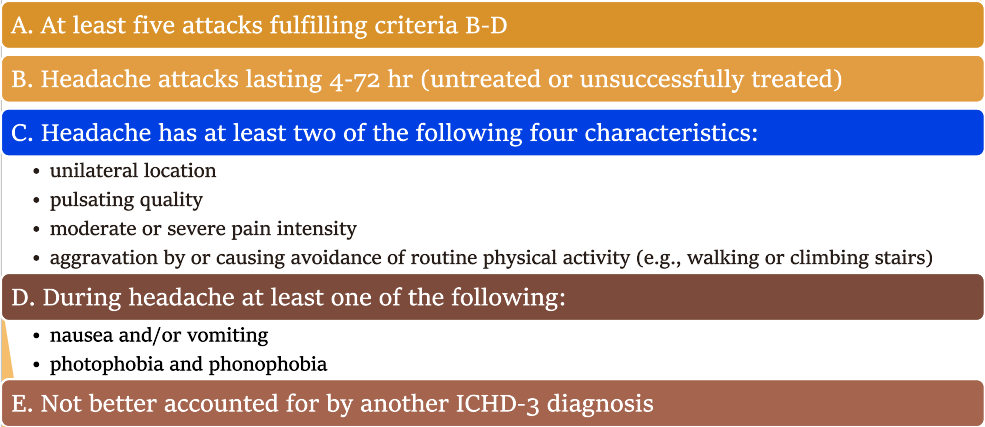 A. At least five attacks fulfilling criteria B-D
B. Headache attacks lasting 4-72 hr (untreated or unsuccessfully treated)
C. Headache has at least two of the following four characteristics:
• unilateral location
• pulsating quality
• moderate or severe pain intensity
• aggravation by or causing avoidance of routine physical activity (e.g., walking or climbing stairs)
D. During headache at least one of the following:
• nausea and/or vomiting
• photophobia and phonophobia
E. Not better accounted for by another ICHD-3 diagnosis